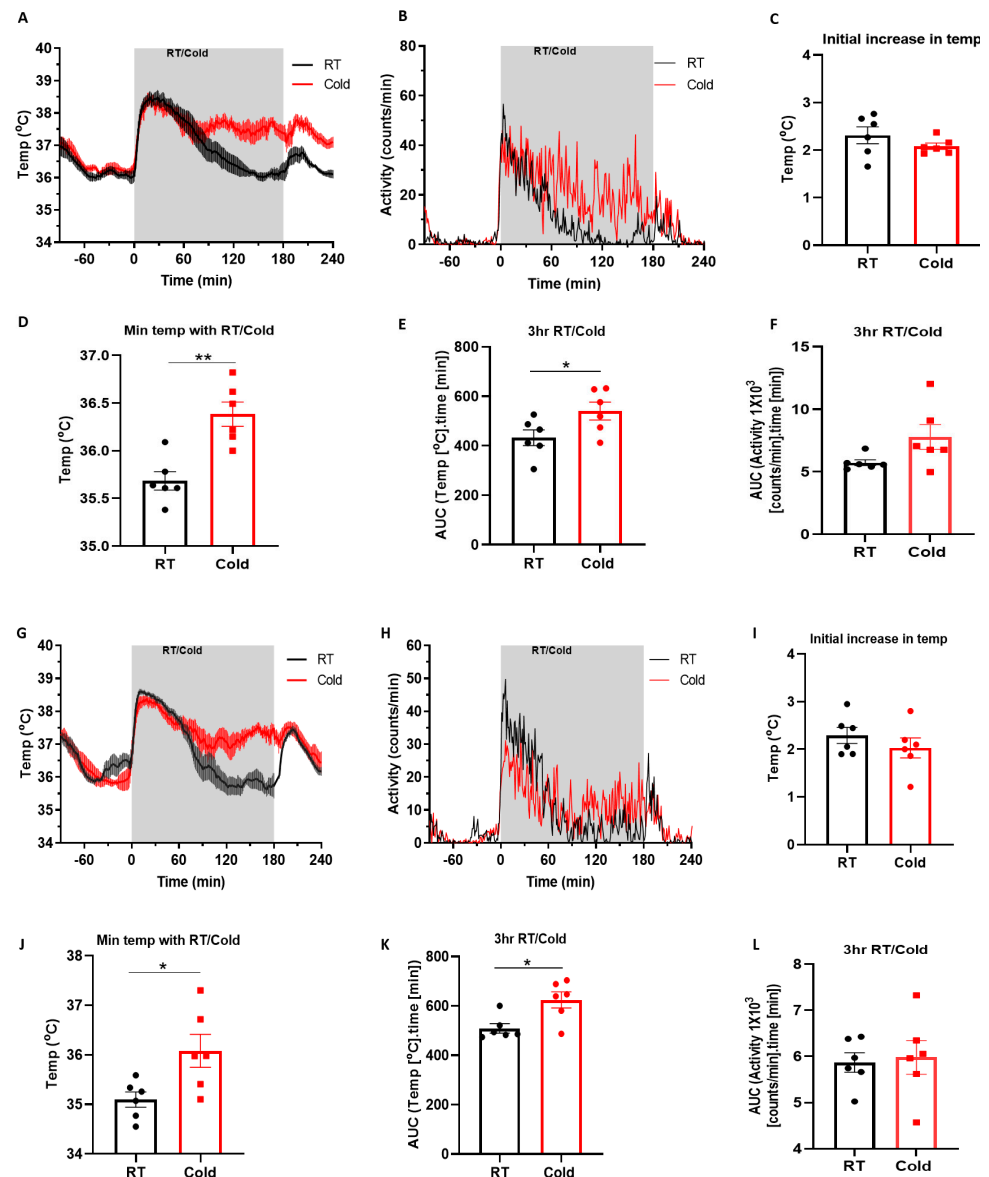 A
RT/Cold
RT
Cold
Temp (°C)
40
39
38
37
36
35
34
-60
0
60
120
180
240
Time (min)
B
RT/Cold
RT
Cold
Activity (counts/min)
80
60
40
20
0
-60
0
60
120
180
240
Time (min)
C
Initial increase in temp
Temp (°C)
6
4
2
0
RT
Cold
D
Min temp with RT/Cold
**
Temp (°C)
37.0
36.5
36.0
35.5
35.0
RT
Cold
E
3hr RT/Cold
*
AUC (Temp [°C].time [min])
800
600
400
200
0
RT
Cold
F
3hr RT/Cold
AUC (Activity 1X10³
[counts/min].time [min])
15
10
5
0
RT
Cold
G
RT/Cold
RT
Cold
Temp (°C)
40
39
38
37
36
35
34
-60
0
60
120
180
240
Time (min)
H
RT/Cold
RT
Cold
Activity (counts/min)
60
50
40
30
20
10
0
-60
0
60
120
180
240
Time (min)
I
Initial increase in temp
Temp (°C)
4
3
2
1
0
RT
Cold
J
Min temp with RT/Cold
*
Temp (°C)
38
37
36
35
34
RT
Cold
K
3hr RT/Cold
*
AUC (Temp [°C].time [min])
800
600
400
200
0
RT
Cold
L
3hr RT/Cold
AUC (Activity 1X10³
[counts/min].time [min])
8
7
6
5
4
RT
Cold